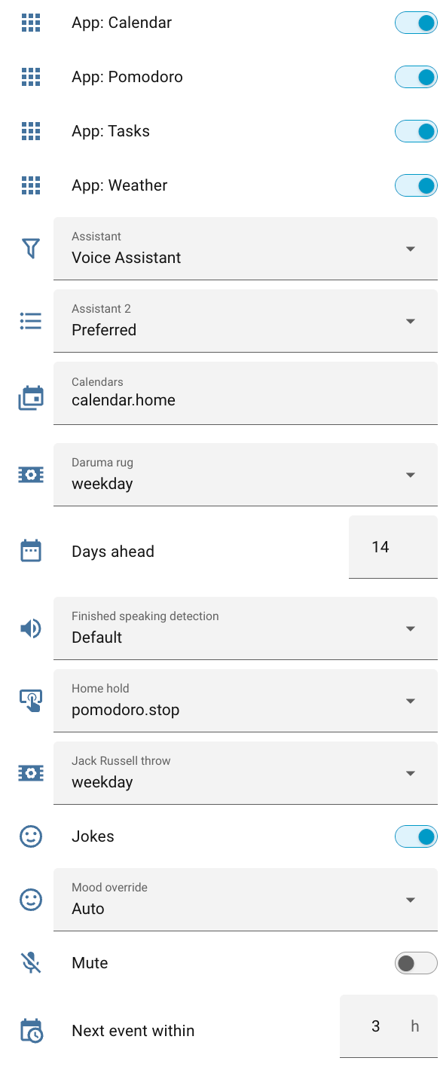 App: Calendar
App: Pomodoro
App: Tasks
App: Weather
Assistant
Voice Assistant
Assistant 2
Preferred
Calendars
calendar.home
Daruma rug
weekday
Days ahead
14
Finished speaking detection
Default
Home hold
pomodoro.stop
Jack Russell throw
weekday
Jokes
Mood override
Auto
Mute
Next event within
3 h